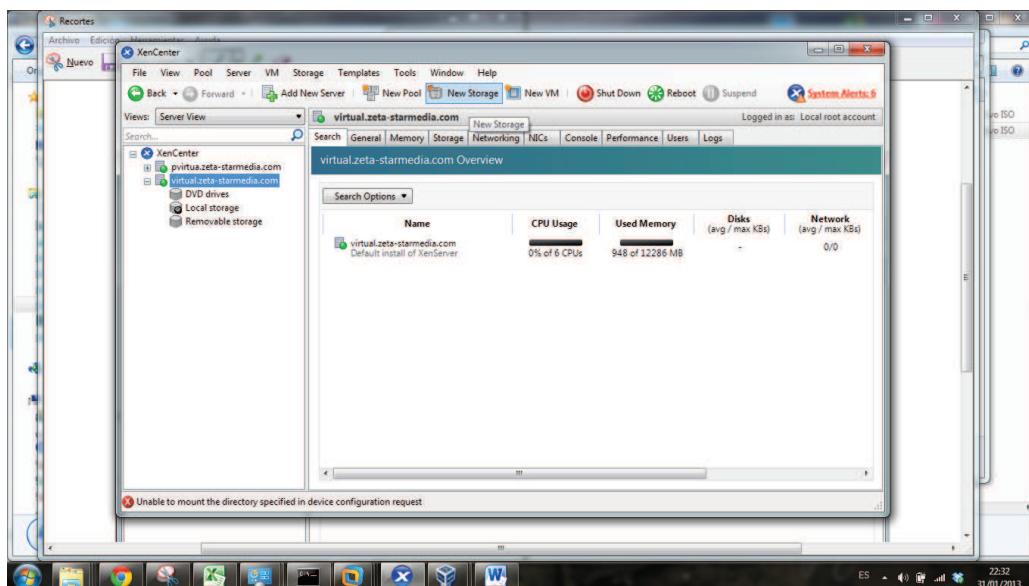 Recortes
Archivo Edición Herramientas Ayuda
Nuevo
XenCenter
File View Pool Server VM Storage Templates Tools Window Help
Back Forward Add New Server New Pool New Storage New VM Shut Down Reboot Suspend System Alerts: 6
Views: Server View
virtual.zeta-starmedia.com
New Storage
Logged in as: Local root account
Search...
Search General Memory Storage Networking NICs Console Performance Users Logs
XenCenter
pvirtua.zeta-starmedia.com
virtual.zeta-starmedia.com
DVD drives
Local storage
Removable storage
virtual.zeta-starmedia.com Overview
Search Options
Name CPU Usage Used Memory Disks (avg / max KBs) Network (avg / max KBs)
virtual.zeta-starmedia.com
Default install of XenServer
0% of 6 CPUs 948 of 12286 MB - 0/0
Unable to mount the directory specified in device configuration request
Or
vo ISO
vo ISO
ES
22:32
31/01/2013